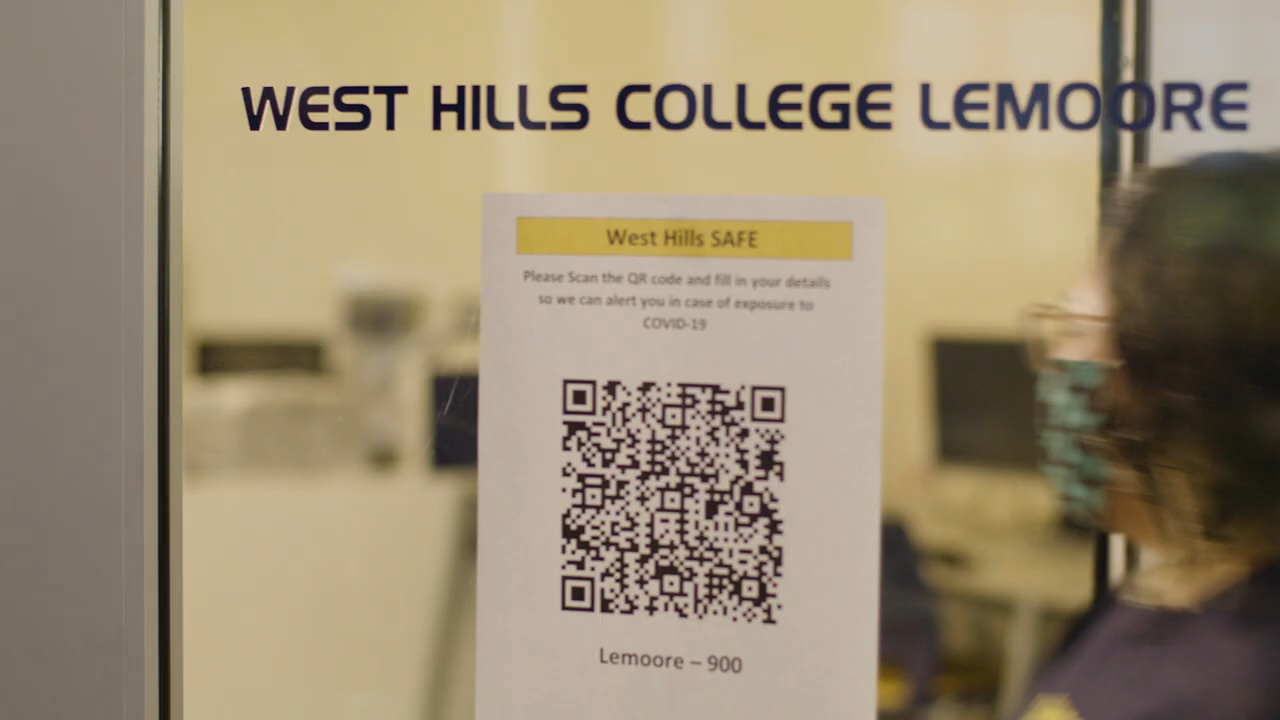 WEST HILLS COLLEGE LEMOORE
West Hills SAFE
Please Scan the QR code and fill in your details
so we can alert you in case of exposure to
COVID-19
Lemoore – 900